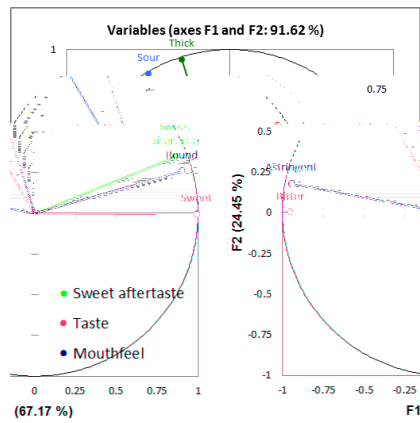 Variables (axes F1 and F2: 91.62 %)
1
Thick
Sour
0.75
0.5
Round
Astringent
0.25
Sweet
Bitter
0
F2 (24.45 %)
-0.25
Sweet aftertaste
-0.5
Taste
-0.75
Mouthfeel
-1
0 0.25 0.5 0.75 1
-1 -0.75 -0.5 -0.25
(67.17 %)
F1